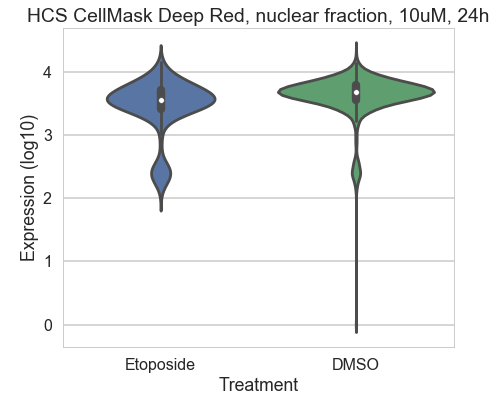 HCS CellMask Deep Red, nuclear fraction, 10uM, 24h
4
3
2
1
0
Expression (log10)
Etoposide DMSO
Treatment